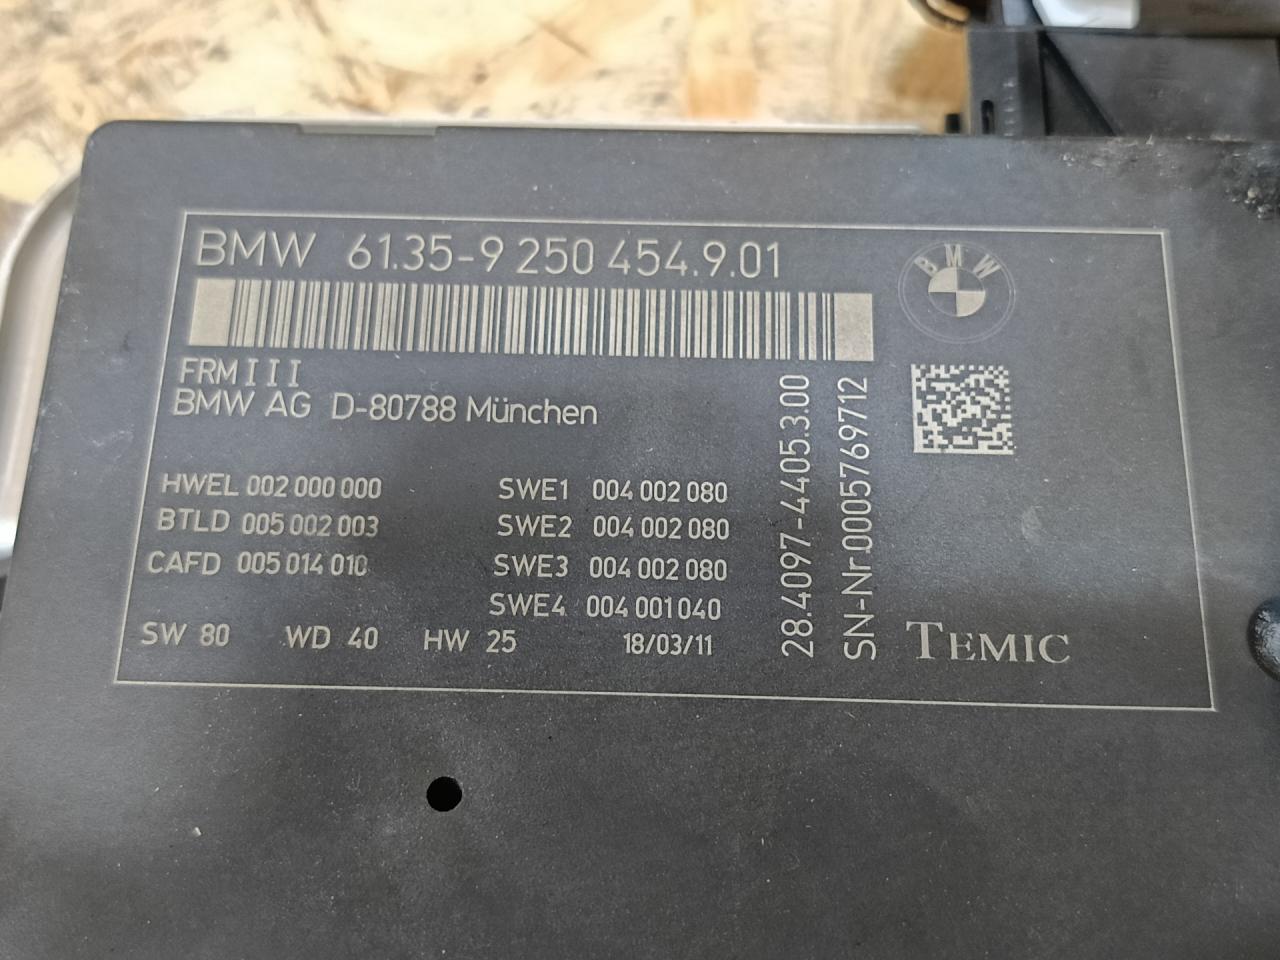 BMW 61.35-9 250 454.9.01
BMW
FRM III
BMW AG D-80788 München
HWEL 002 000 000
BTLD 005 002 003
CAFD 005 014 010
SWE1 004 002 080
SWE2 004 002 080
SWE3 004 002 080
SWE4 004 001 040
SW 80 WD 40 HW 25 18/03/11
28.4097-4405.3.00
SN-Nr.0005769712
TEMIC